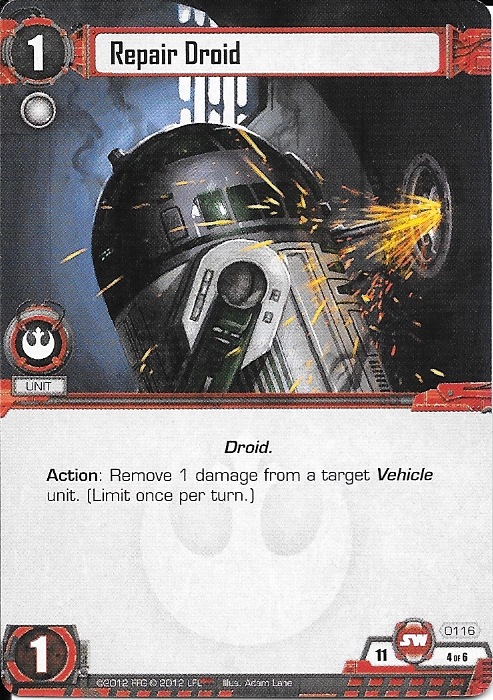 1
Repair Droid
UNIT
Droid.
Action: Remove 1 damage from a target Vehicle
unit. (Limit once per turn.)
1
©2012 FFG © 2012 LFL
Illus. Adam Lane
11
SW
0116
4 OF 6